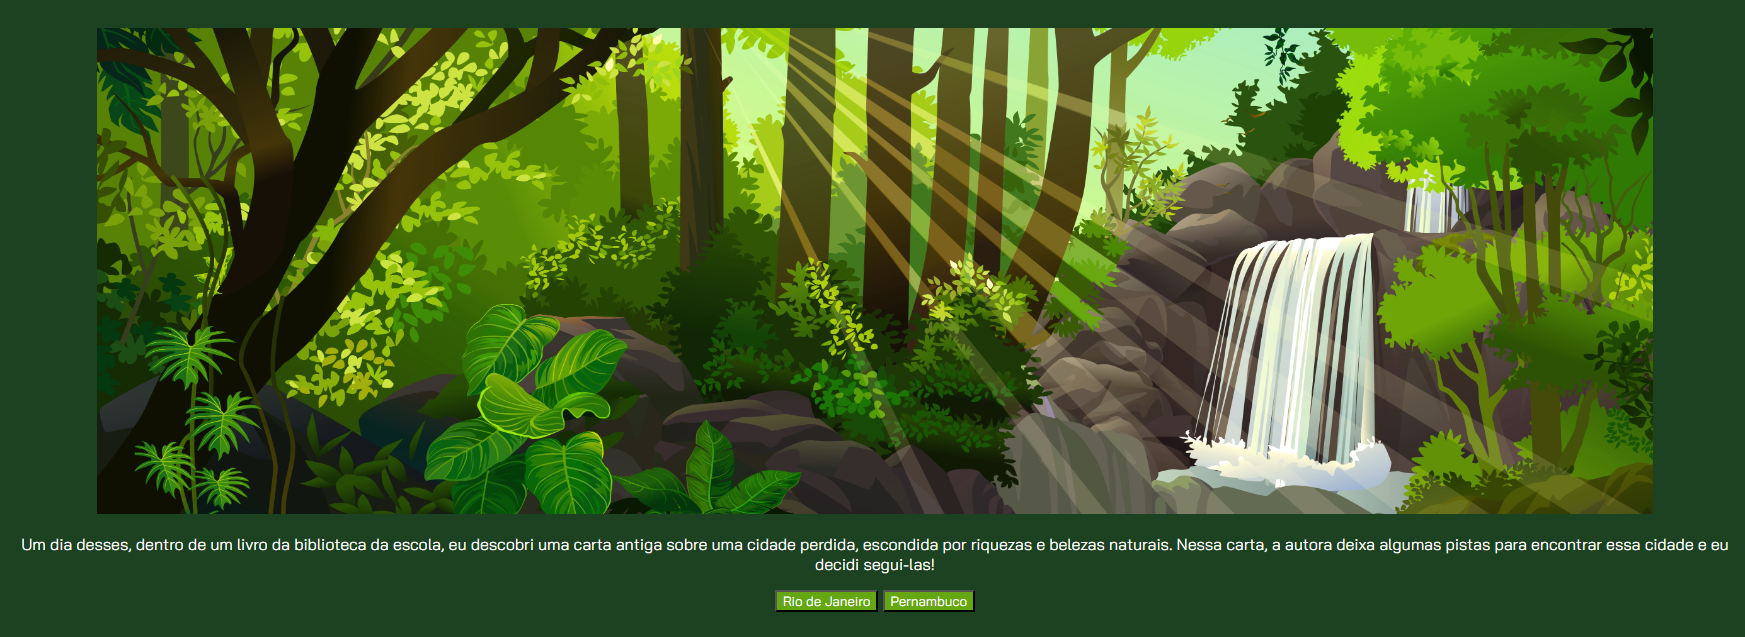 Um dia desses, dentro de um livro da biblioteca da escola, eu descobri uma carta antiga sobre uma cidade perdida, escondida por riquezas e belezas naturais. Nessa carta, a autora deixa algumas pistas para encontrar essa cidade e eu
decidi segui-las!
Rio de Janeiro Pernambuco